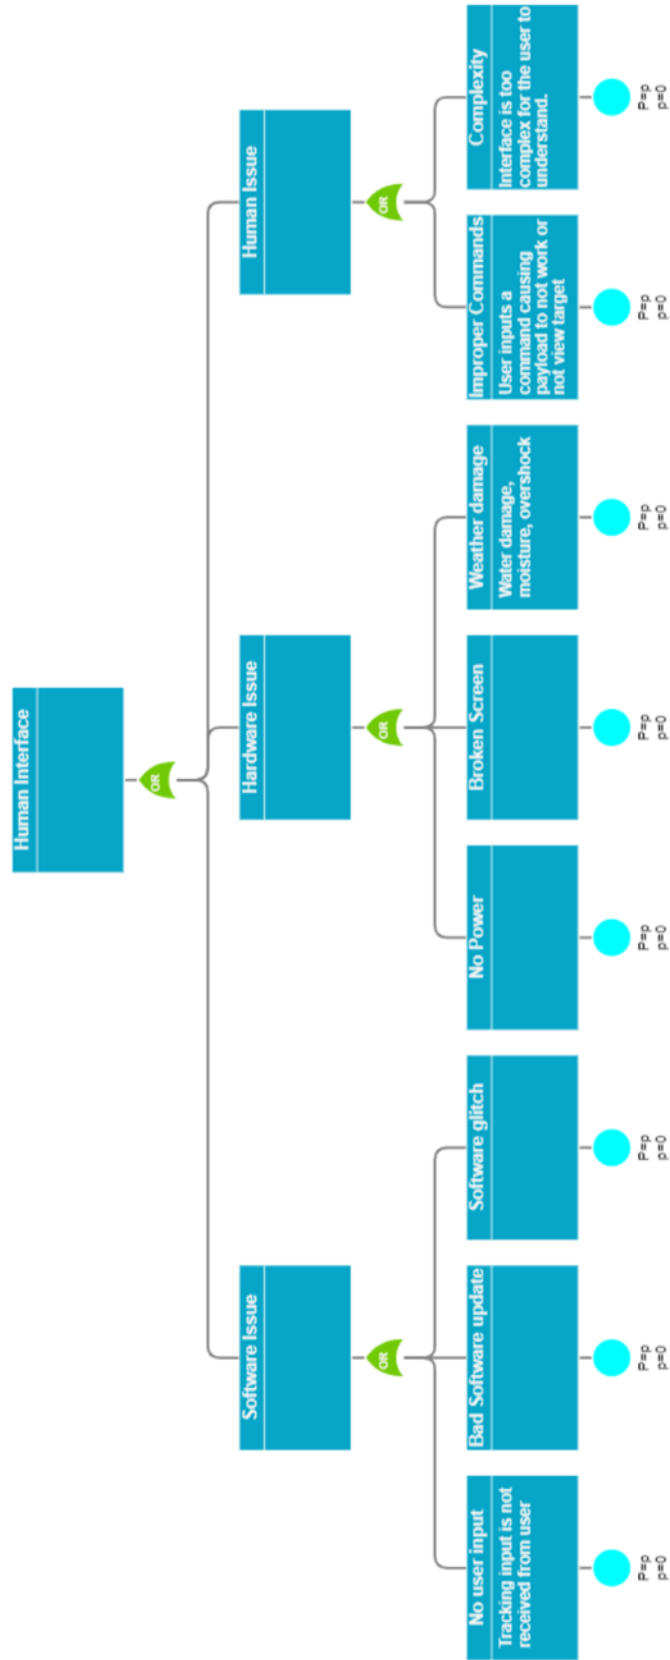 Human Interface
OR
Software Issue
Hardware Issue
Human Issue
OR
OR
OR
No user input
Tracking input is not
received from user
Bad Software update
Software glitch
No Power
Broken Screen
Weather damage
Water damage,
moisture, overshock
Improper Commands
User inputs a
command causing
payload to not work or
not view target
Complexity
Interface is too
complex for the user to
understand.
P=p
p=0
P=p
p=0
P=p
p=0
P=p
p=0
P=p
p=0
P=p
p=0
P=p
p=0
P=p
p=0